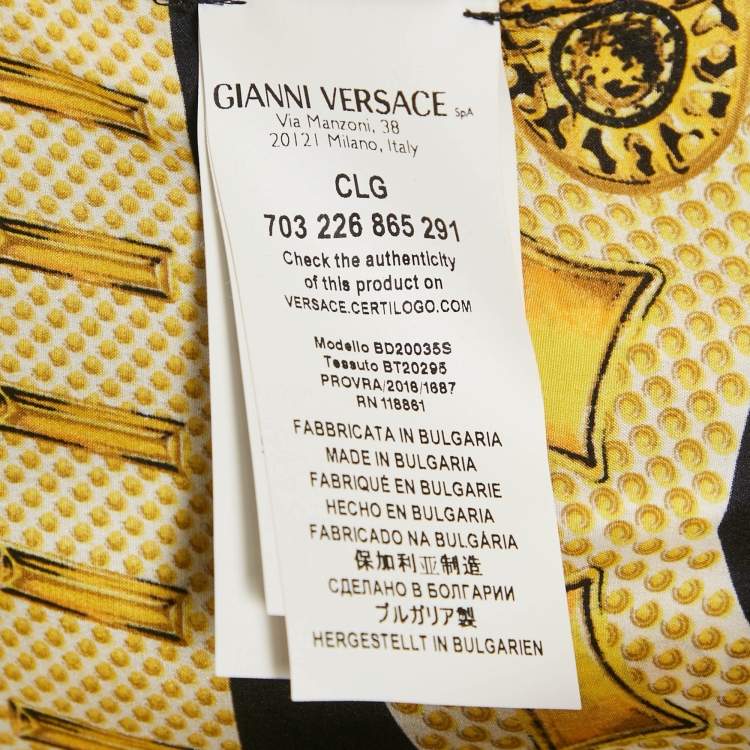 GIANNI VERSACE SpA
Via Manzoni, 38
20121 Milano, Italy
CLG
703 226 865 291
Check the authenticity
of this product on
VERSACE.CERTILOGO.COM
Modello BD20035S
Tessuto BT20295
PROVRA/2016/1687
RN 118861
FABBRICATA IN BULGARIA
MADE IN BULGARIA
FABRIQUÉ EN BULGARIE
HECHO EN BULGARIA
FABRICADO NA BULGÁRIA
保加利亚制造
СДЕЛАНО В БОЛГАРИИ
ブルガリア製
HERGESTELLT IN BULGARIEN